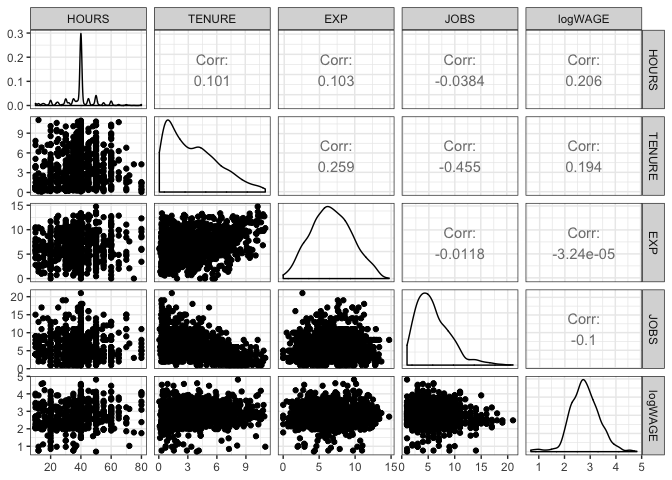 HOURS TENURE EXP JOBS logWAGE
0.3
0.2
0.1
0.0
Corr:
0.101
Corr:
0.103
Corr:
-0.0384
Corr:
0.206
HOURS
9
6
3
0
Corr:
0.259
Corr:
-0.455
Corr:
0.194
TENURE
15
10
5
0
Corr:
-0.0118
Corr:
-3.24e-05
EXP
20
15
10
5
Corr:
-0.1
JOBS
5
4
3
2
1
logWAGE
20 40 60 80 0 3 6 9 0 5 10 15 0 5 10 15 20 1 2 3 4 5